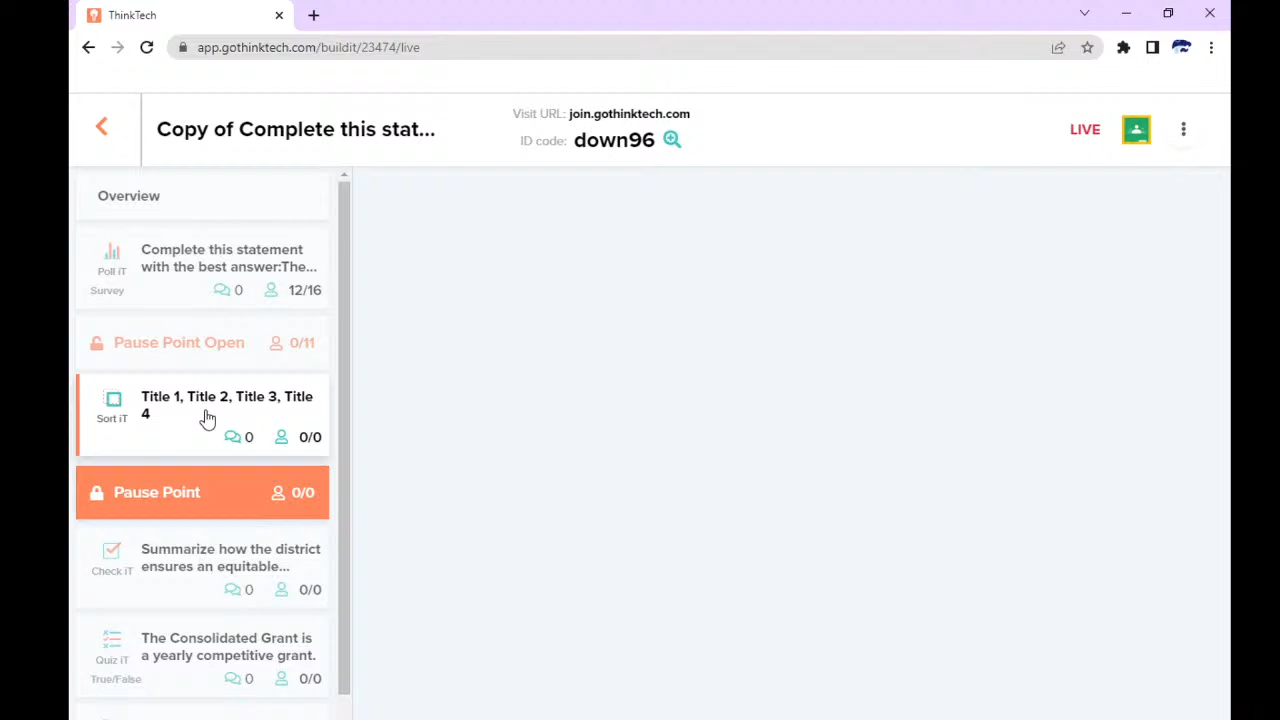 ThinkTech
app.gothinktech.com/buildit/23474/live
Copy of Complete this stat...
Visit URL: join.gothinktech.com
ID code: down96
LIVE
Overview
Complete this statement
with the best answer:The...
Poll iT
Survey
0
12/16
Pause Point Open
0/11
Title 1, Title 2, Title 3, Title
4
Sort iT
0
0/0
Pause Point
0/0
Summarize how the district
ensures an equitable...
Check iT
0
0/0
The Consolidated Grant is
a yearly competitive grant.
Quiz iT
True/False
0
0/0